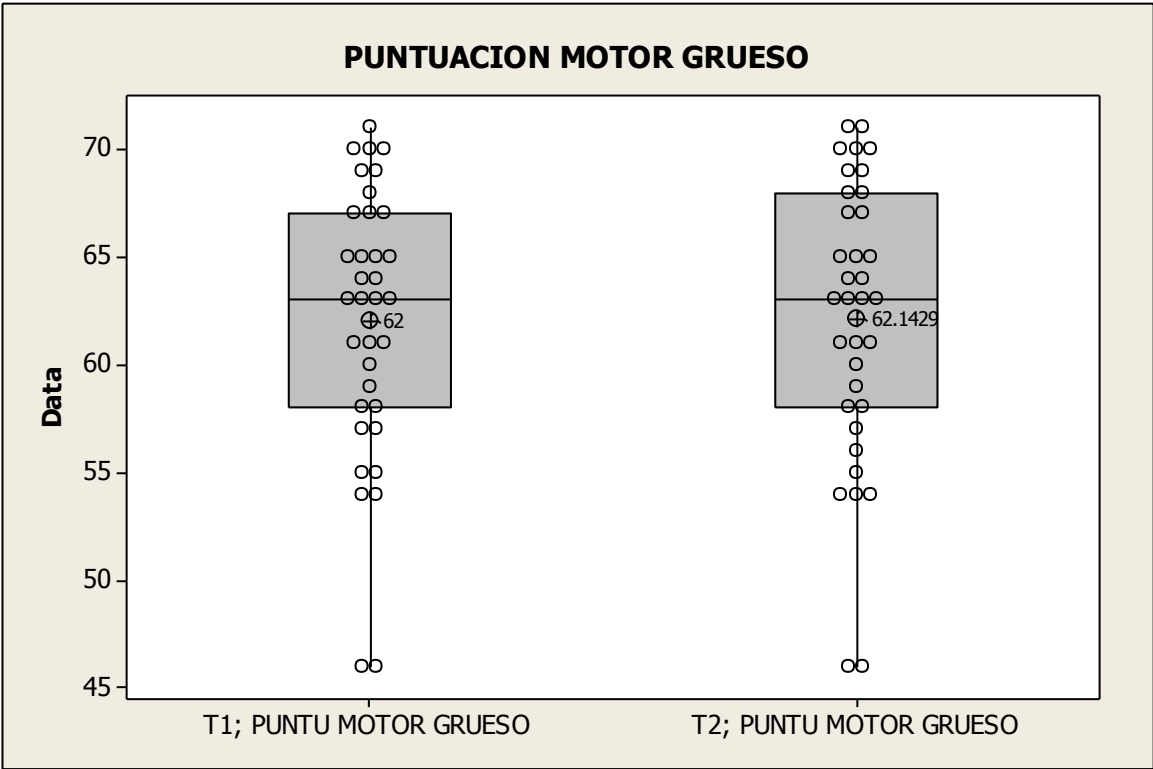 PUNTUACION MOTOR GRUESO
70
65
60
55
50
45
Data
62
62.1429
T1; PUNTU MOTOR GRUESO
T2; PUNTU MOTOR GRUESO